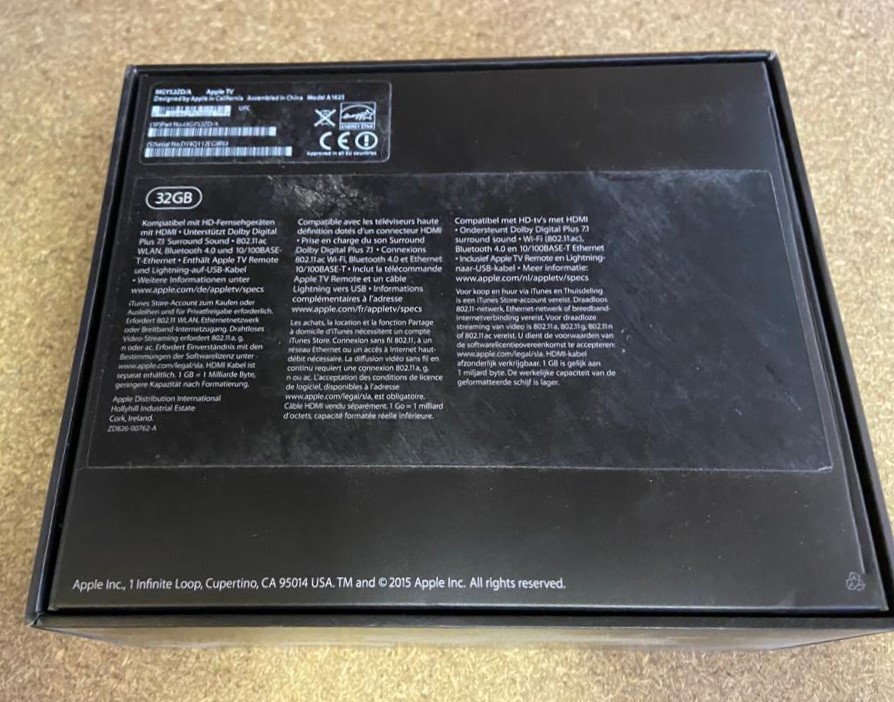 MGY52ZD/A Apple TV
Designed by Apple in California Assembled in China Model A1625
UPC
ENERGY STAR
CE
Approved in all EU countries
32GB
Kompatibel mit HD-Fernsehgeräten
mit HDMI • Unterstützt Dolby Digital
Plus 7.1 Surround Sound • 802.11ac
WLAN, Bluetooth 4.0 und 10/100BASE-
T-Ethernet • Enthält Apple TV Remote
und Lightning-auf-USB-Kabel
• Weitere Informationen unter
www.apple.com/de/appletv/specs
iTunes Store-Account zum Kaufen oder
Ausleihen und für Privatfreigabe erforderlich.
Erfordert 802.11 WLAN, Ethernetnetzwerk
oder Breitband-Internetzugang. Drahtloses
Video-Streaming erfordert 802.11a, g,
n oder ac. Erfordert Einverständnis mit den
Bestimmungen der Softwarelizenz unter
www.apple.com/legal/sla. HDMI Kabel ist
separat erhältlich. 1 GB = 1 Milliarde Byte,
geringere Kapazität nach Formatierung.
Apple Distribution International
Hollyhill Industrial Estate
Cork, Ireland.
ZD826-00762-A
Compatible avec les téléviseurs haute
définition dotés d'un connecteur HDMI
• Prise en charge du son Surround
Dolby Digital Plus 7.1 • Connexions
802.11ac Wi-Fi, Bluetooth 4.0 et Ethernet
10/100BASE-T • Inclut la télécommande
Apple TV Remote et un câble
Lightning vers USB • Informations
complémentaires à l'adresse
www.apple.com/fr/appletv/specs
Les achats, la location et la fonction Partage
à domicile d'iTunes nécessitent un compte
iTunes Store. Connexion sans fil 802.11, à un
réseau Ethernet ou un accès à Internet haut-
débit nécessaire. La diffusion vidéo sans fil en
continu requiert une connexion 802.11a, g,
n ou ac. L'acceptation des conditions de licence
de logiciel, disponibles à l'adresse
www.apple.com/legal/sla, est obligatoire.
Câble HDMI vendu séparément. 1 Go = 1 milliard
d'octets, capacité formatée réelle inférieure.
Compatibel met HD-tv's met HDMI
• Ondersteunt Dolby Digital Plus 7.1
surround sound • Wi-Fi (802.11ac),
Bluetooth 4.0 en 10/100BASE-T Ethernet
• Inclusief Apple TV Remote en Lightning-
naar-USB-kabel • Meer informatie:
www.apple.com/nl/appletv/specs
Voor koop en huur via iTunes en Thuisdeling
is een iTunes Store-account vereist. Draadloos
802.11-netwerk, Ethernet-netwerk of breedband-
internetverbinding vereist. Voor draadloze
streaming van video is 802.11a, 802.11g, 802.11n
of 802.11ac vereist. U dient de voorwaarden van
de softwarelicentieovereenkomst te accepteren:
www.apple.com/legal/sla. HDMI-kabel
afzonderlijk verkrijgbaar. 1 GB is gelijk aan
1 miljard byte. De werkelijke capaciteit van de
geformatteerde schijf is lager.
Apple Inc., 1 Infinite Loop, Cupertino, CA 95014 USA. TM and © 2015 Apple Inc. All rights reserved.